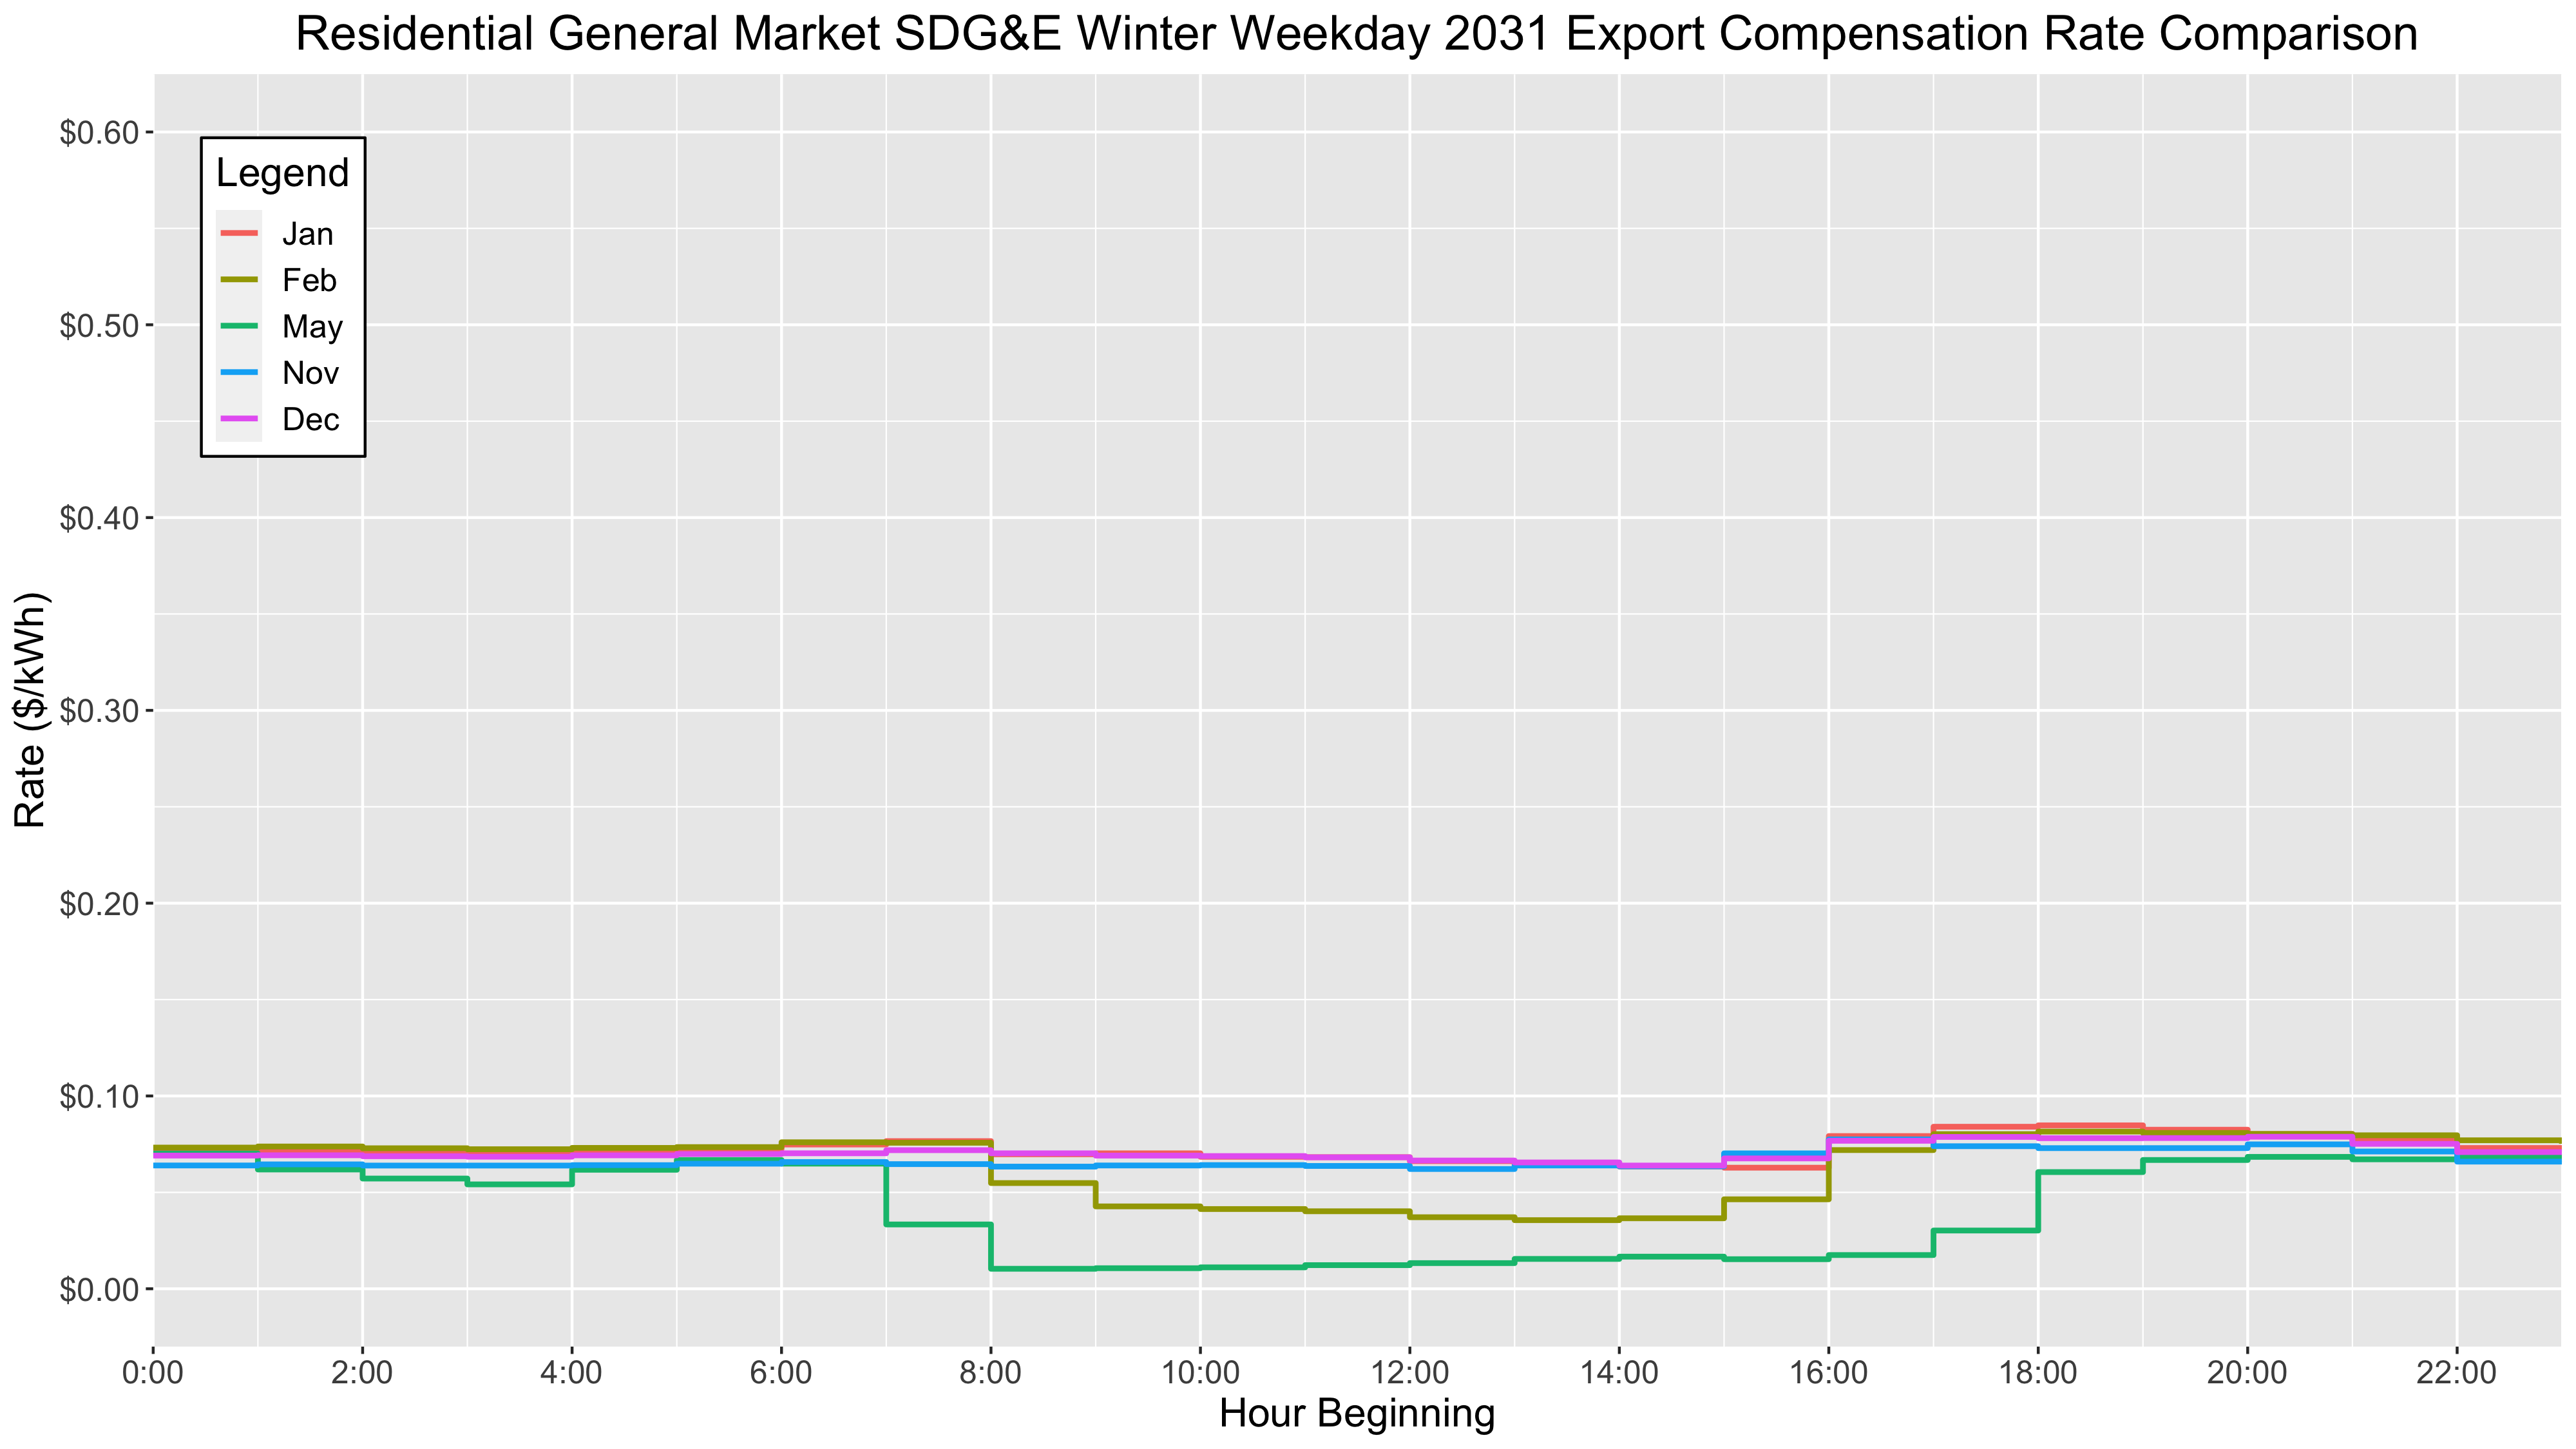 Residential General Market SDG&E Winter Weekday 2031 Export Compensation Rate Comparison
$0.60
$0.50
$0.40
$0.30
$0.20
$0.10
$0.00
Rate ($/kWh)
Legend
Jan
Feb
May
Nov
Dec
0:00 2:00 4:00 6:00 8:00 10:00 12:00 14:00 16:00 18:00 20:00 22:00
Hour Beginning